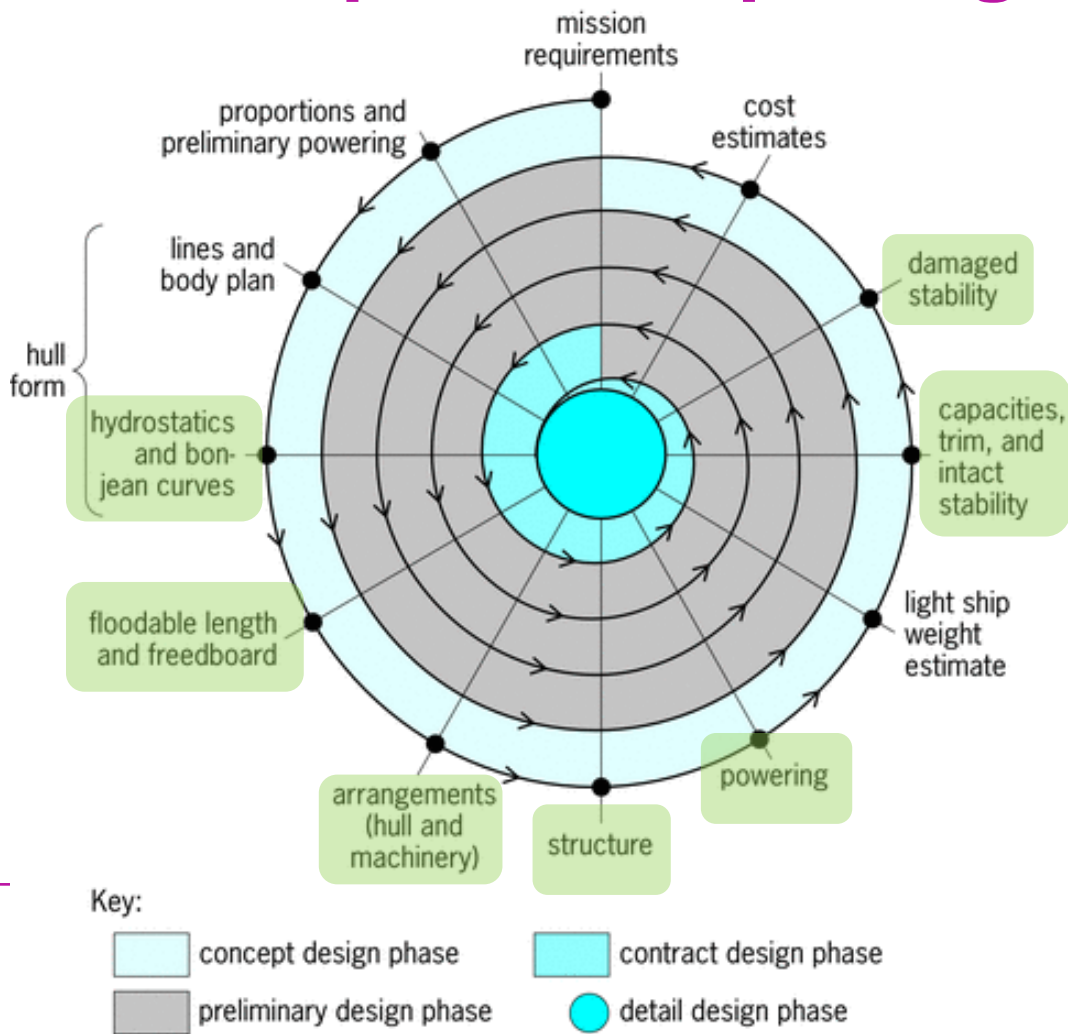 mission
requirements
proportions and
preliminary powering
cost
estimates
lines and
body plan
damaged
stability
hull
form
hydrostatics
and bon-
jean curves
capacities,
trim, and
intact
stability
floodable length
and freedboard
light ship
weight
estimate
arrangements
(hull and
machinery)
structure
powering
Key:
concept design phase
contract design phase
preliminary design phase
detail design phase